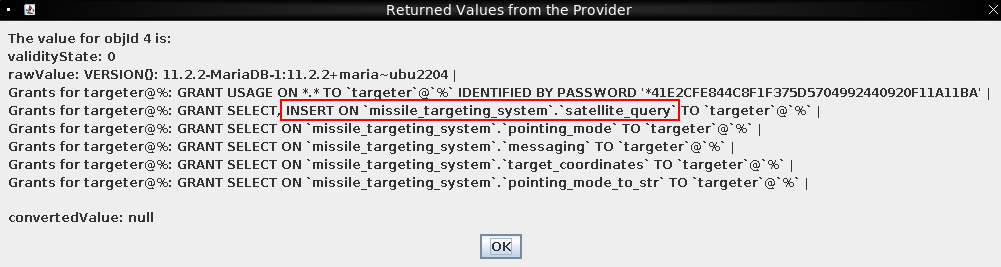 Returned Values from the Provider
The value for objId 4 is:
validityState: 0
rawValue: VERSION(): 11.2.2-MariaDB-1:11.2.2+maria~ubu2204 |
Grants for targeter@%: GRANT USAGE ON *.* TO `targeter`@`%` IDENTIFIED BY PASSWORD '*41E2CFE844C8F1F375D5704992440920F11A11BA' |
Grants for targeter@%: GRANT SELECT, INSERT ON `missile_targeting_system`.`satellite_query` TO `targeter`@`%` |
Grants for targeter@%: GRANT SELECT ON `missile_targeting_system`.`pointing_mode` TO `targeter`@`%` |
Grants for targeter@%: GRANT SELECT ON `missile_targeting_system`.`messaging` TO `targeter`@`%` |
Grants for targeter@%: GRANT SELECT ON `missile_targeting_system`.`target_coordinates` TO `targeter`@`%` |
Grants for targeter@%: GRANT SELECT ON `missile_targeting_system`.`pointing_mode_to_str` TO `targeter`@`%` |
convertedValue: null
OK